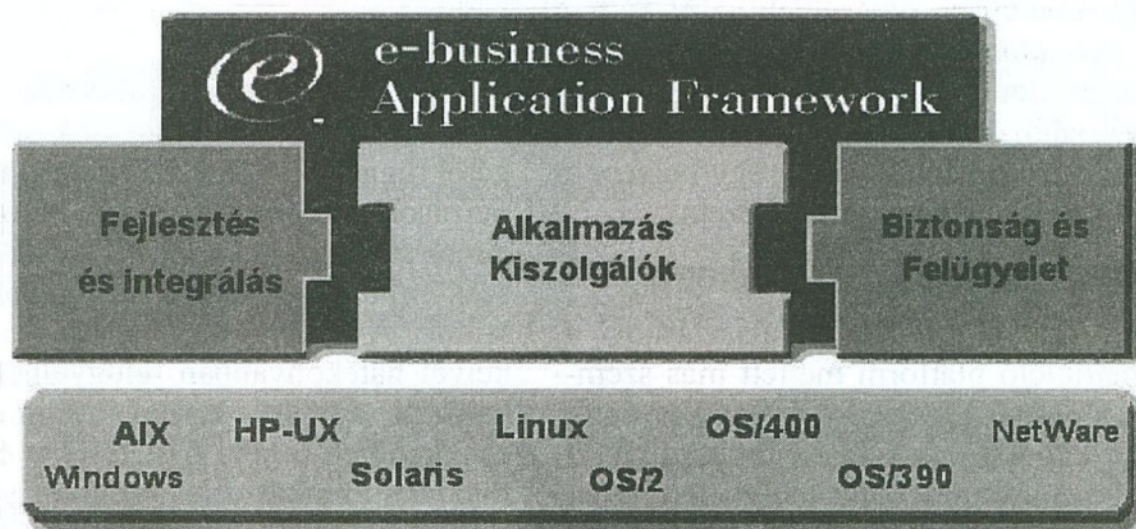 e-business
Application Framework
Fejlesztés
és integrálás
Alkalmazás
Kiszolgálók
Biztonság és
Felügyelet
AIX HP-UX Linux OS/400 NetWare
Windows Solaris OS/2 OS/390